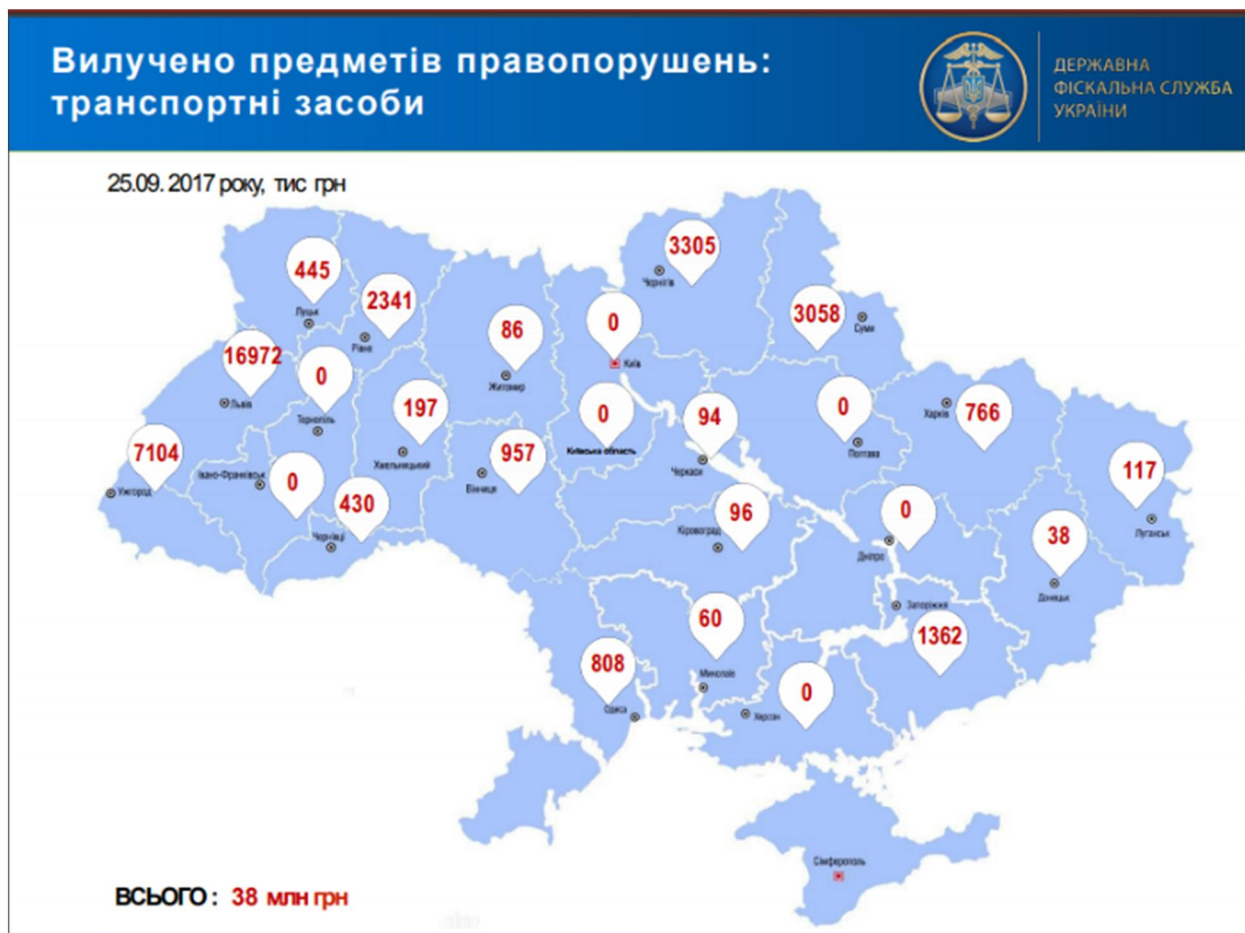 Вилучено предметів правопорушень:
транспортні засоби
ДЕРЖАВНА
ФІСКАЛЬНА СЛУЖБА
УКРАЇНИ
25.09. 2017 року, тис грн
3305
Чернігів
445
Луцьк
2341
Рівне
86
Житомир
0
Київ
3058
Суми
16972
Львів
0
Тернопіль
197
Хмельницький
0
Київська область
94
Черкаси
0
Полтава
Харків
766
7104
Ужгород
Івано-Франківськ
0
430
Чернівці
957
Вінниця
96
Кіровоград
0
Дніпро
117
Луганськ
38
Донецьк
60
Миколаїв
Запоріжжя
1362
808
Одеса
0
Херсон
Сімферополь
ВСЬОГО : 38 млн грн